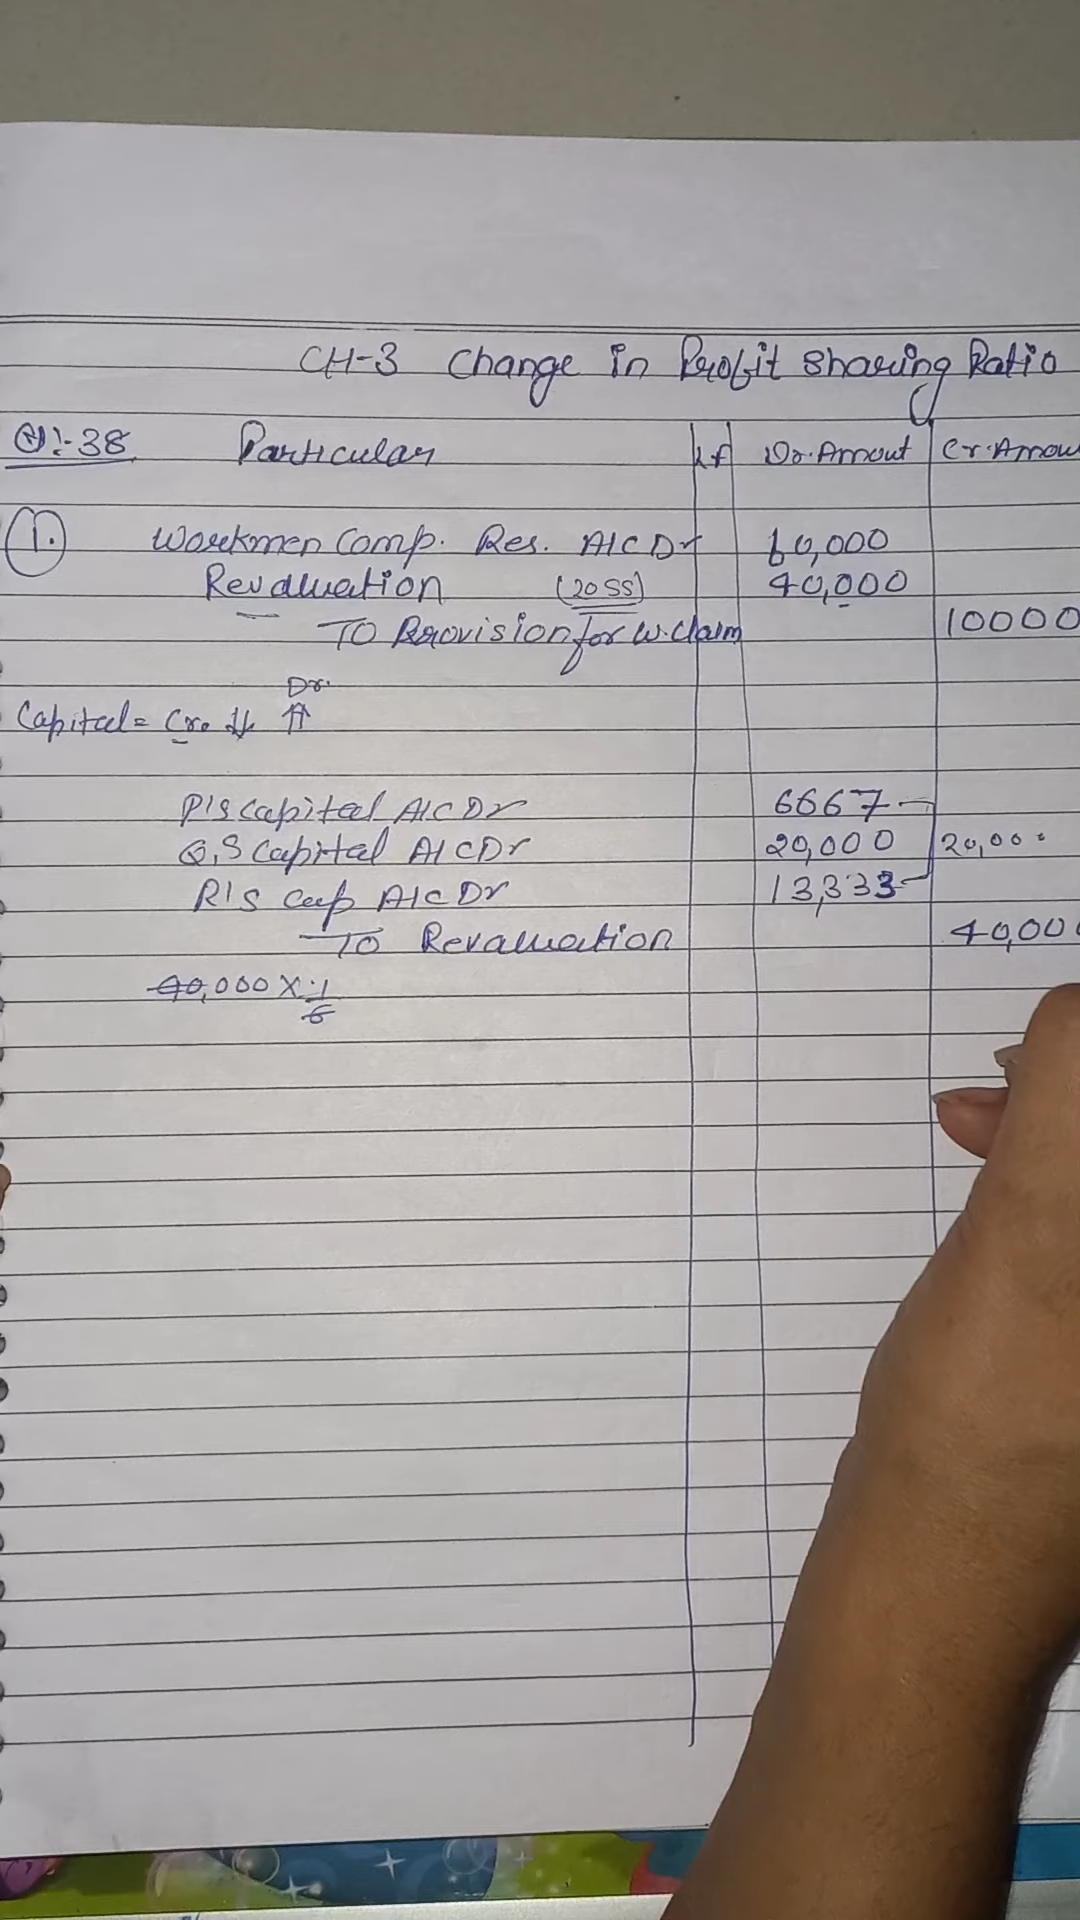 CH-3 Change in Profit Sharing Ratio
Q:-38 Particular L.f Dr.Amout Cr.Amou
1. Workmen Comp. Res. A/C Dr 60,000
Revaluation (loss) 40,000
TO Provision for W.Claim 10000
Dr.
Capital = Cr. ⇓ ⇑
P's Capital A/C Dr 6667
Q,S Capital A/C Dr 20,000 20,000
R's Cap A/C Dr 13,333
TO Revaluation 40,00
40,000 X 1/6